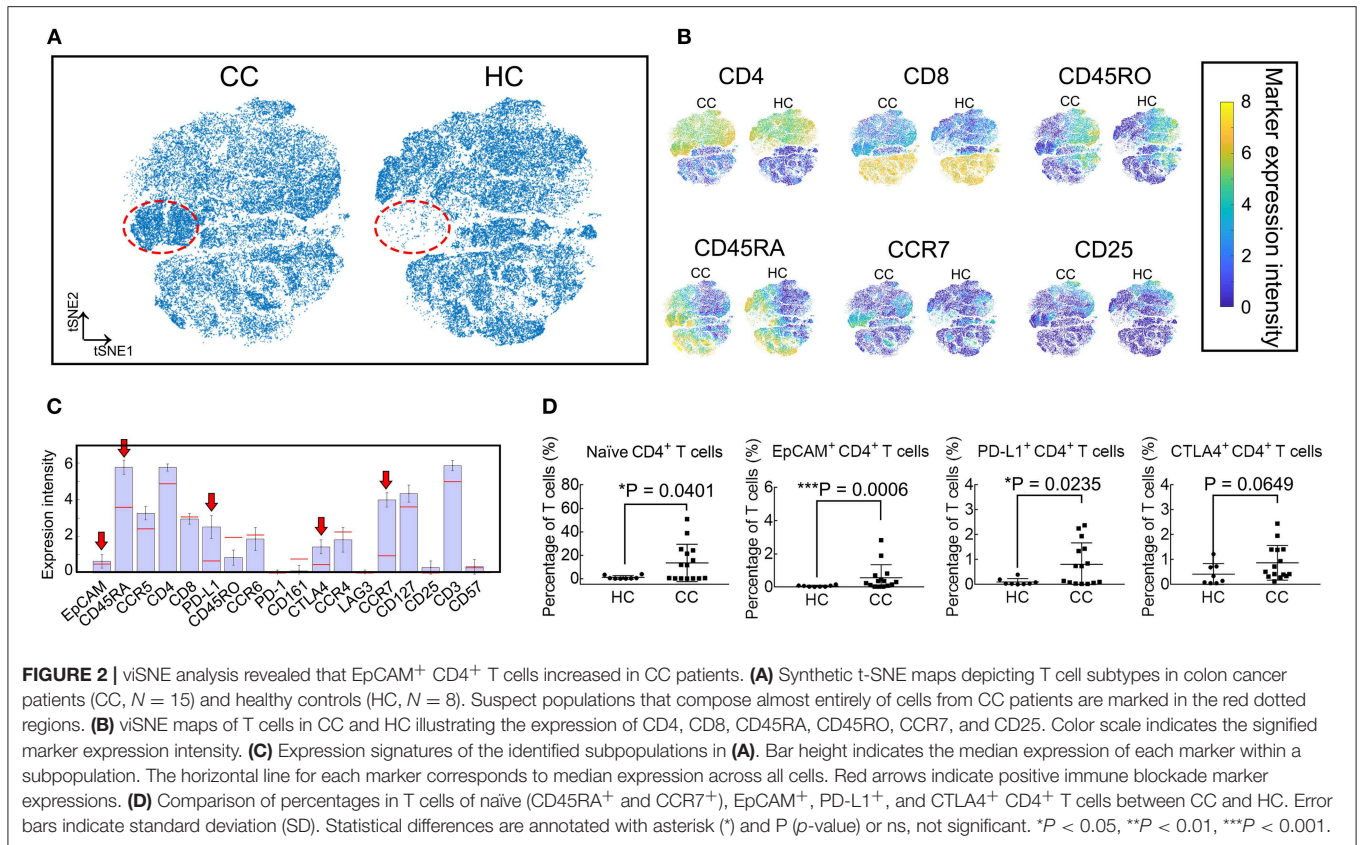 A
CC
HC
tSNE2
tSNE1
B
CD4
CD8
CD45RO
CC
HC
CC
HC
CC
HC
CD45RA
CCR7
CD25
CC
HC
CC
HC
CC
HC
Marker expression intensity
8
6
4
2
0
C
Expression intensity
6
4
2
0
EpCAM
CD45RA
CCR5
CD4
CD8
PD-L1
CD45RO
CCR6
PD-1
CD161
CTLA4
CCR4
LAG3
CCR7
CD127
CD25
CD3
CD57
D
Naïve CD4+ T cells
Percentage of T cells (%)
80
60
40
20
0
*P = 0.0401
HC
CC
EpCAM+ CD4+ T cells
Percentage of T cells (%)
6
4
2
0
***P = 0.0006
HC
CC
PD-L1+ CD4+ T cells
Percentage of T cells (%)
4
3
2
1
0
*P = 0.0235
HC
CC
CTLA4+ CD4+ T cells
Percentage of T cells (%)
4
3
2
1
0
P = 0.0649
HC
CC
FIGURE 2 | viSNE analysis revealed that EpCAM+ CD4+ T cells increased in CC patients. (A) Synthetic t-SNE maps depicting T cell subtypes in colon cancer
patients (CC, N = 15) and healthy controls (HC, N = 8). Suspect populations that compose almost entirely of cells from CC patients are marked in the red dotted
regions. (B) viSNE maps of T cells in CC and HC illustrating the expression of CD4, CD8, CD45RA, CD45RO, CCR7, and CD25. Color scale indicates the signified
marker expression intensity. (C) Expression signatures of the identified subpopulations in (A). Bar height indicates the median expression of each marker within a
subpopulation. The horizontal line for each marker corresponds to median expression across all cells. Red arrows indicate positive immune blockade marker
expressions. (D) Comparison of percentages in T cells of naïve (CD45RA+ and CCR7+), EpCAM+, PD-L1+, and CTLA4+ CD4+ T cells between CC and HC. Error
bars indicate standard deviation (SD). Statistical differences are annotated with asterisk (*) and P (p-value) or ns, not significant. *P < 0.05, **P < 0.01, ***P < 0.001.